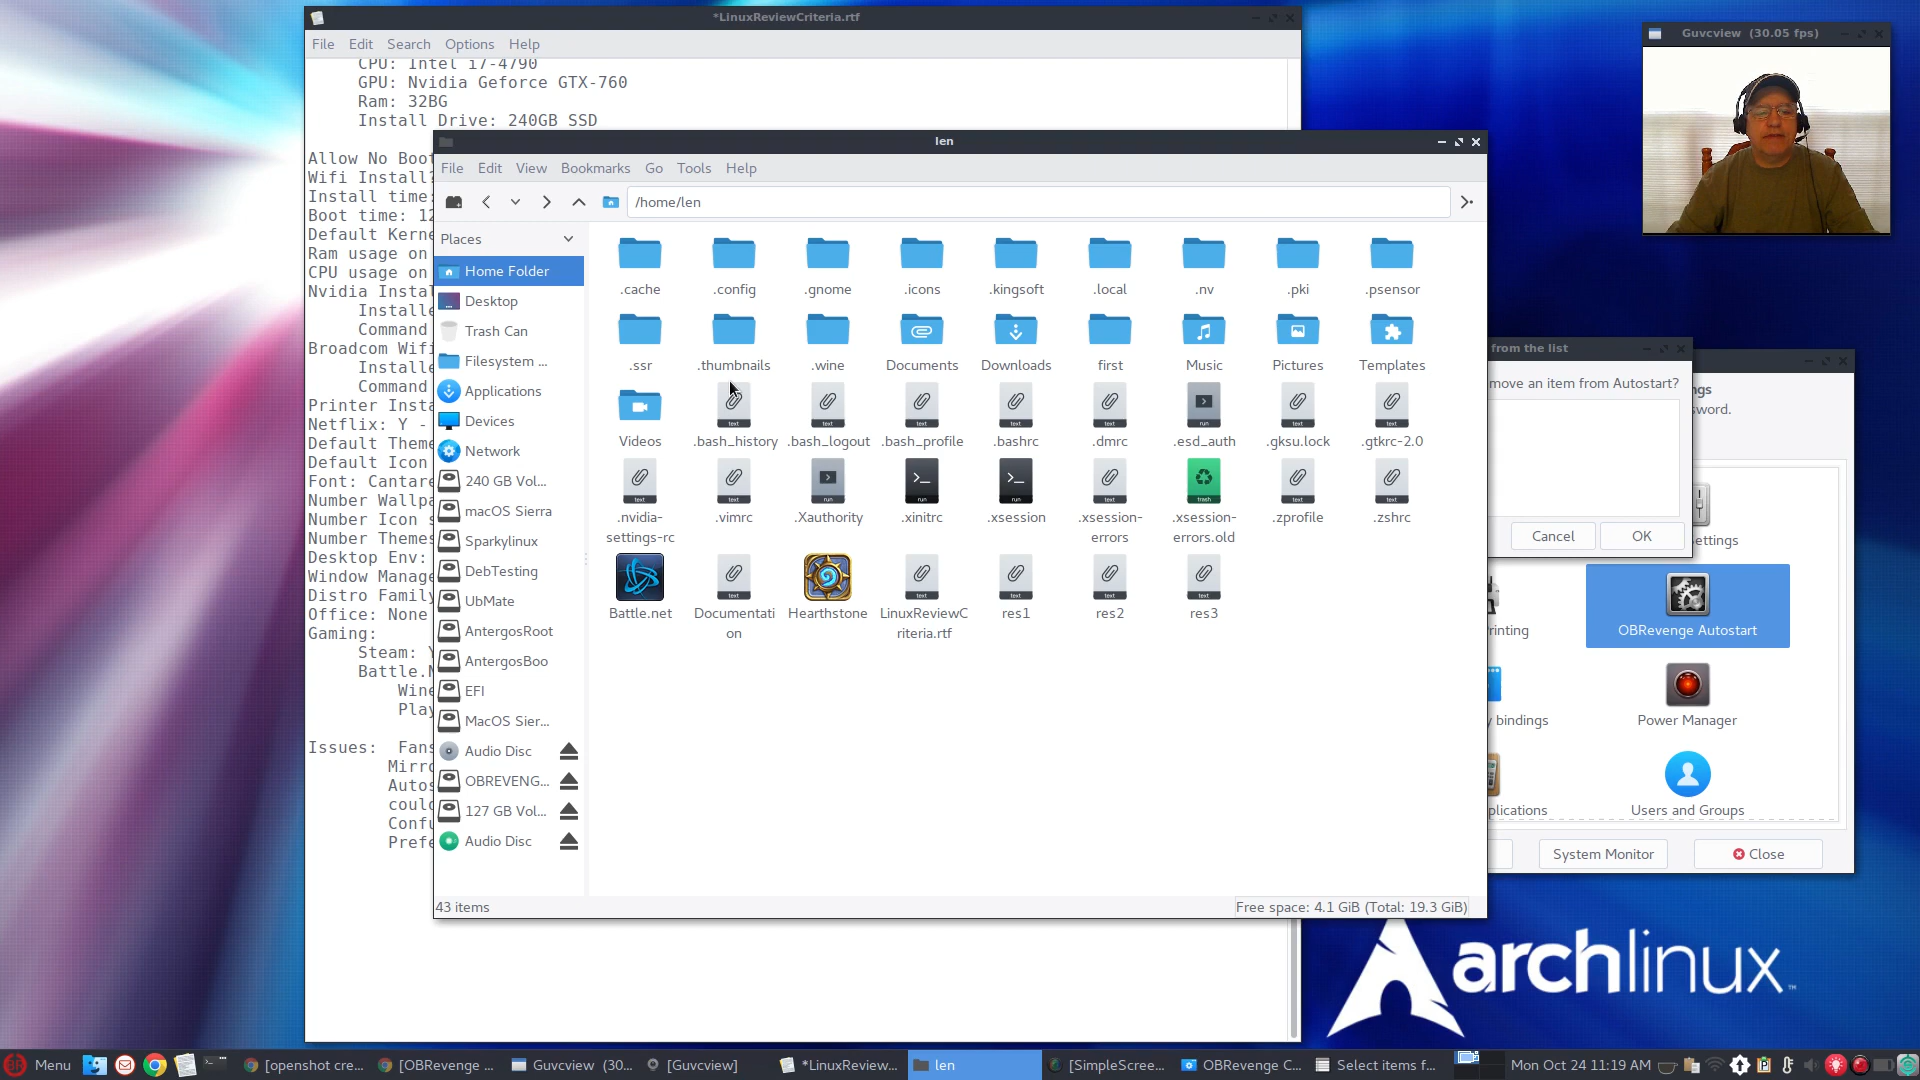 *LinuxReviewCriteria.rtf
File Edit Search Options Help
CPU: Intel i7-4790
GPU: Nvidia Geforce GTX-760
Ram: 32BG
Install Drive: 240GB SSD
Allow No Boot
Wifi Install?
Install time:
Boot time: 12
Default Kerne
Ram usage on
CPU usage on
Nvidia Instal
Installe
Command
Broadcom Wifi
Installe
Command
Printer Insta
Netflix: Y -
Default Theme
Default Icon
Font: Cantare
Number Wallpa
Number Icon s
Number Themes
Desktop Env:
Window Manage
Distro Family
Office: None
Gaming:
Steam: Y
Battle.N
Wine
Play
Issues: Fans
Mirro
Autos
coulo
Confu
Prefe
len
File Edit View Bookmarks Go Tools Help
/home/len
Places
Home Folder
Desktop
Trash Can
Filesystem ...
Applications
Devices
Network
240 GB Vol...
macOS Sierra
Sparkylinux
DebTesting
UbMate
AntergosRoot
AntergosBoo
EFI
MacOS Sier...
Audio Disc
OBREVENG...
127 GB Vol...
Audio Disc
.cache .config .gnome .icons .kingsoft .local .nv .pki .psensor
.ssr .thumbnails .wine Documents Downloads first Music Pictures Templates
Videos .bash_history .bash_logout .bash_profile .bashrc .dmrc .esd_auth .gksu.lock .gtkrc-2.0
.nvidia-settings-rc .vimrc .Xauthority .xinitrc .xsession .xsession-errors .xsession-errors.old .zprofile .zshrc
Battle.net Documentation Hearthstone LinuxReviewCriteria.rtf res1 res2 res3
43 items
Free space: 4.1 GiB (Total: 19.3 GiB)
Guvcview (30.05 fps)
from the list
move an item from Autostart?
Cancel OK
ngs
sword.
ettings
rinting
OBRevenge Autostart
y bindings
Power Manager
plications
Users and Groups
System Monitor
Close
archlinux™
Menu
[openshot cre...
[OBRevenge ...
Guvcview (30...
[Guvcview]
*LinuxReview...
len
[SimpleScree...
OBRevenge C...
Select items f...
Mon Oct 24 11:19 AM